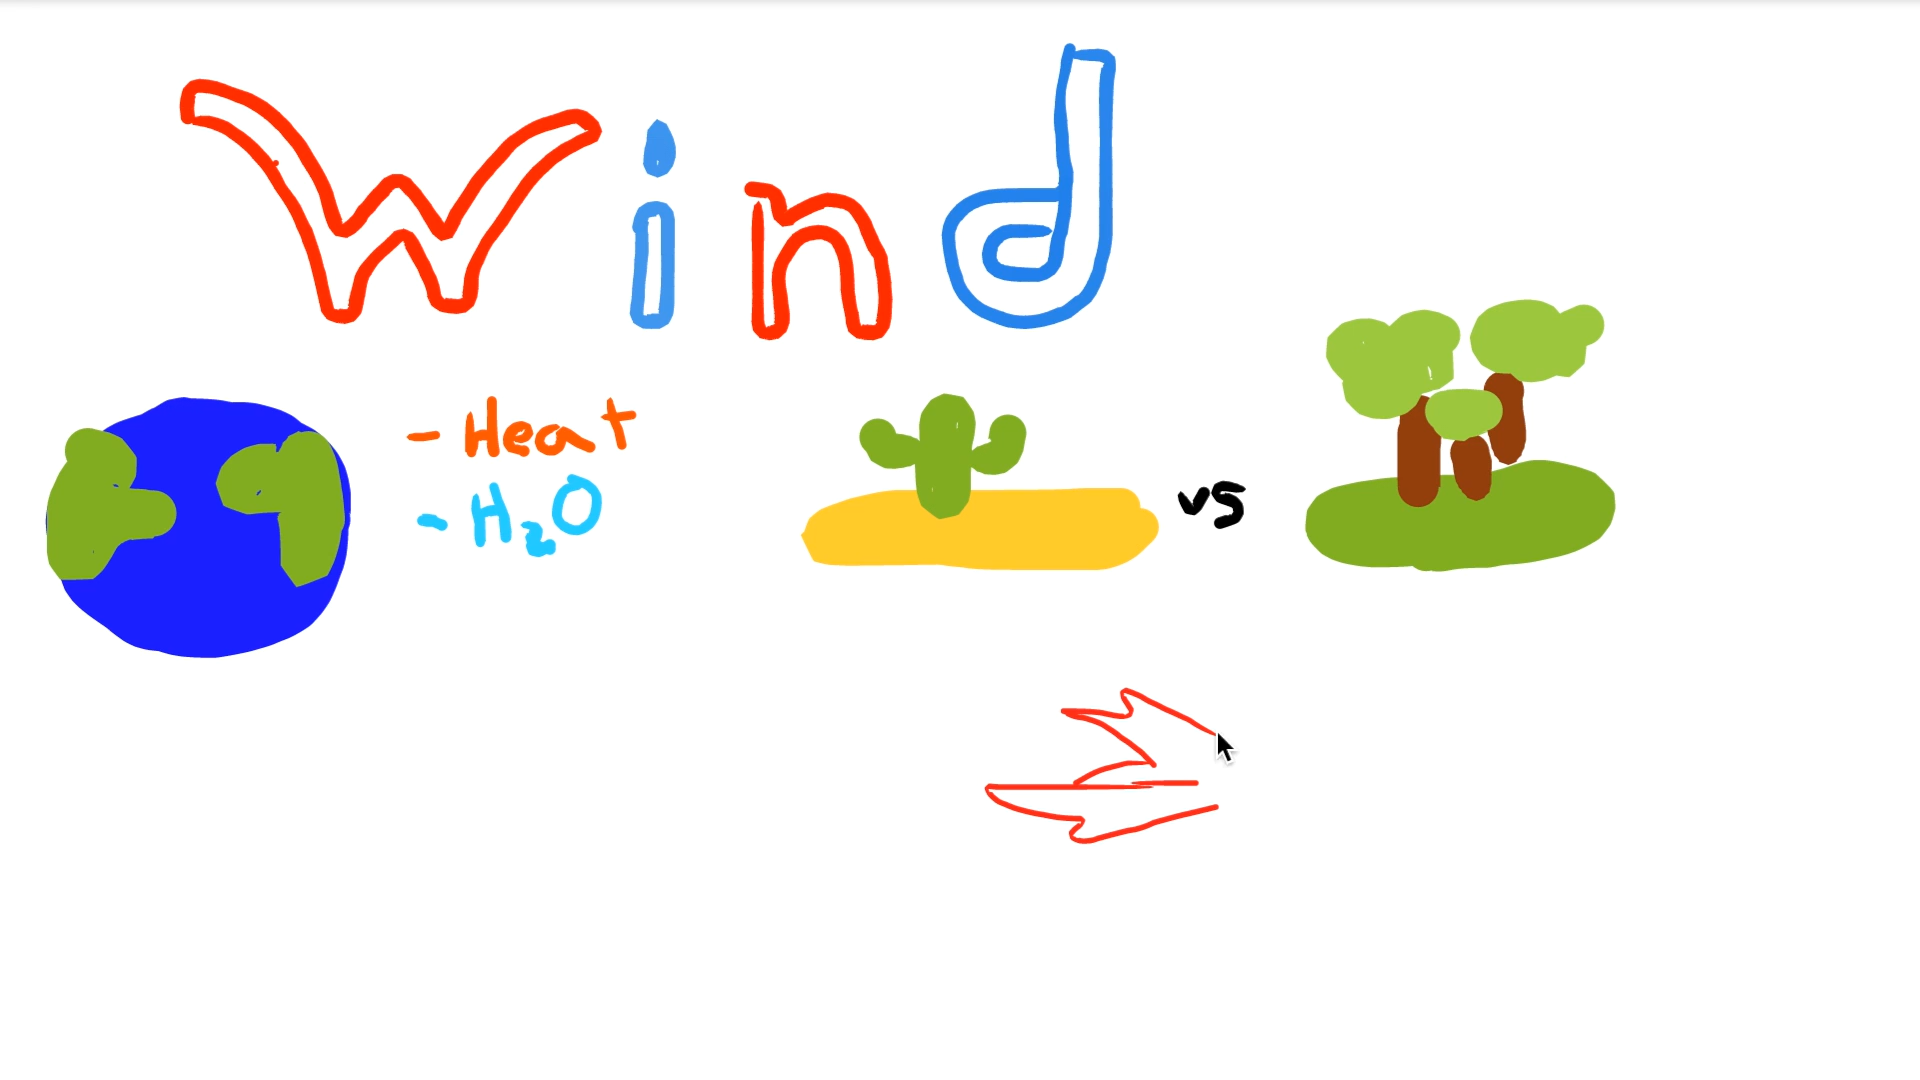 Wind
- Heat
- H₂O
vs